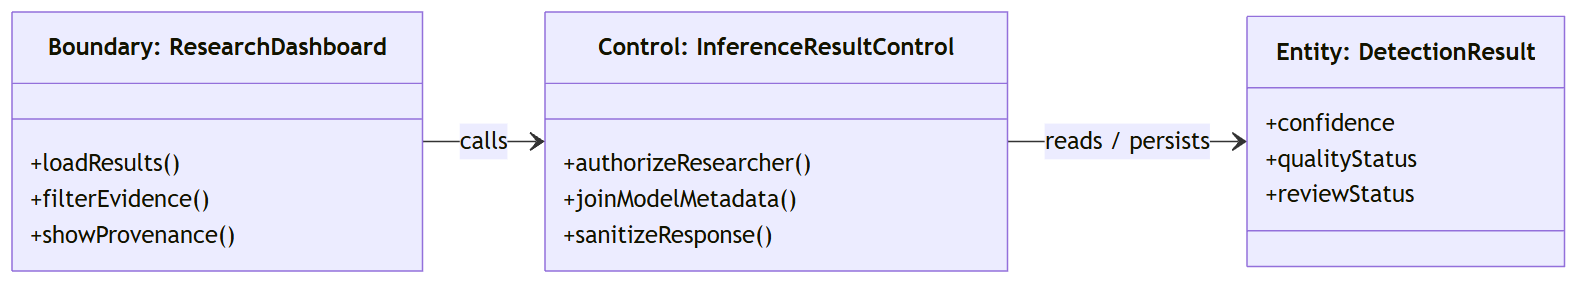 Boundary: ResearchDashboard
+loadResults()
+filterEvidence()
+showProvenance()
calls
Control: InferenceResultControl
+authorizeResearcher()
+joinModelMetadata()
+sanitizeResponse()
reads / persists
Entity: DetectionResult
+confidence
+qualityStatus
+reviewStatus